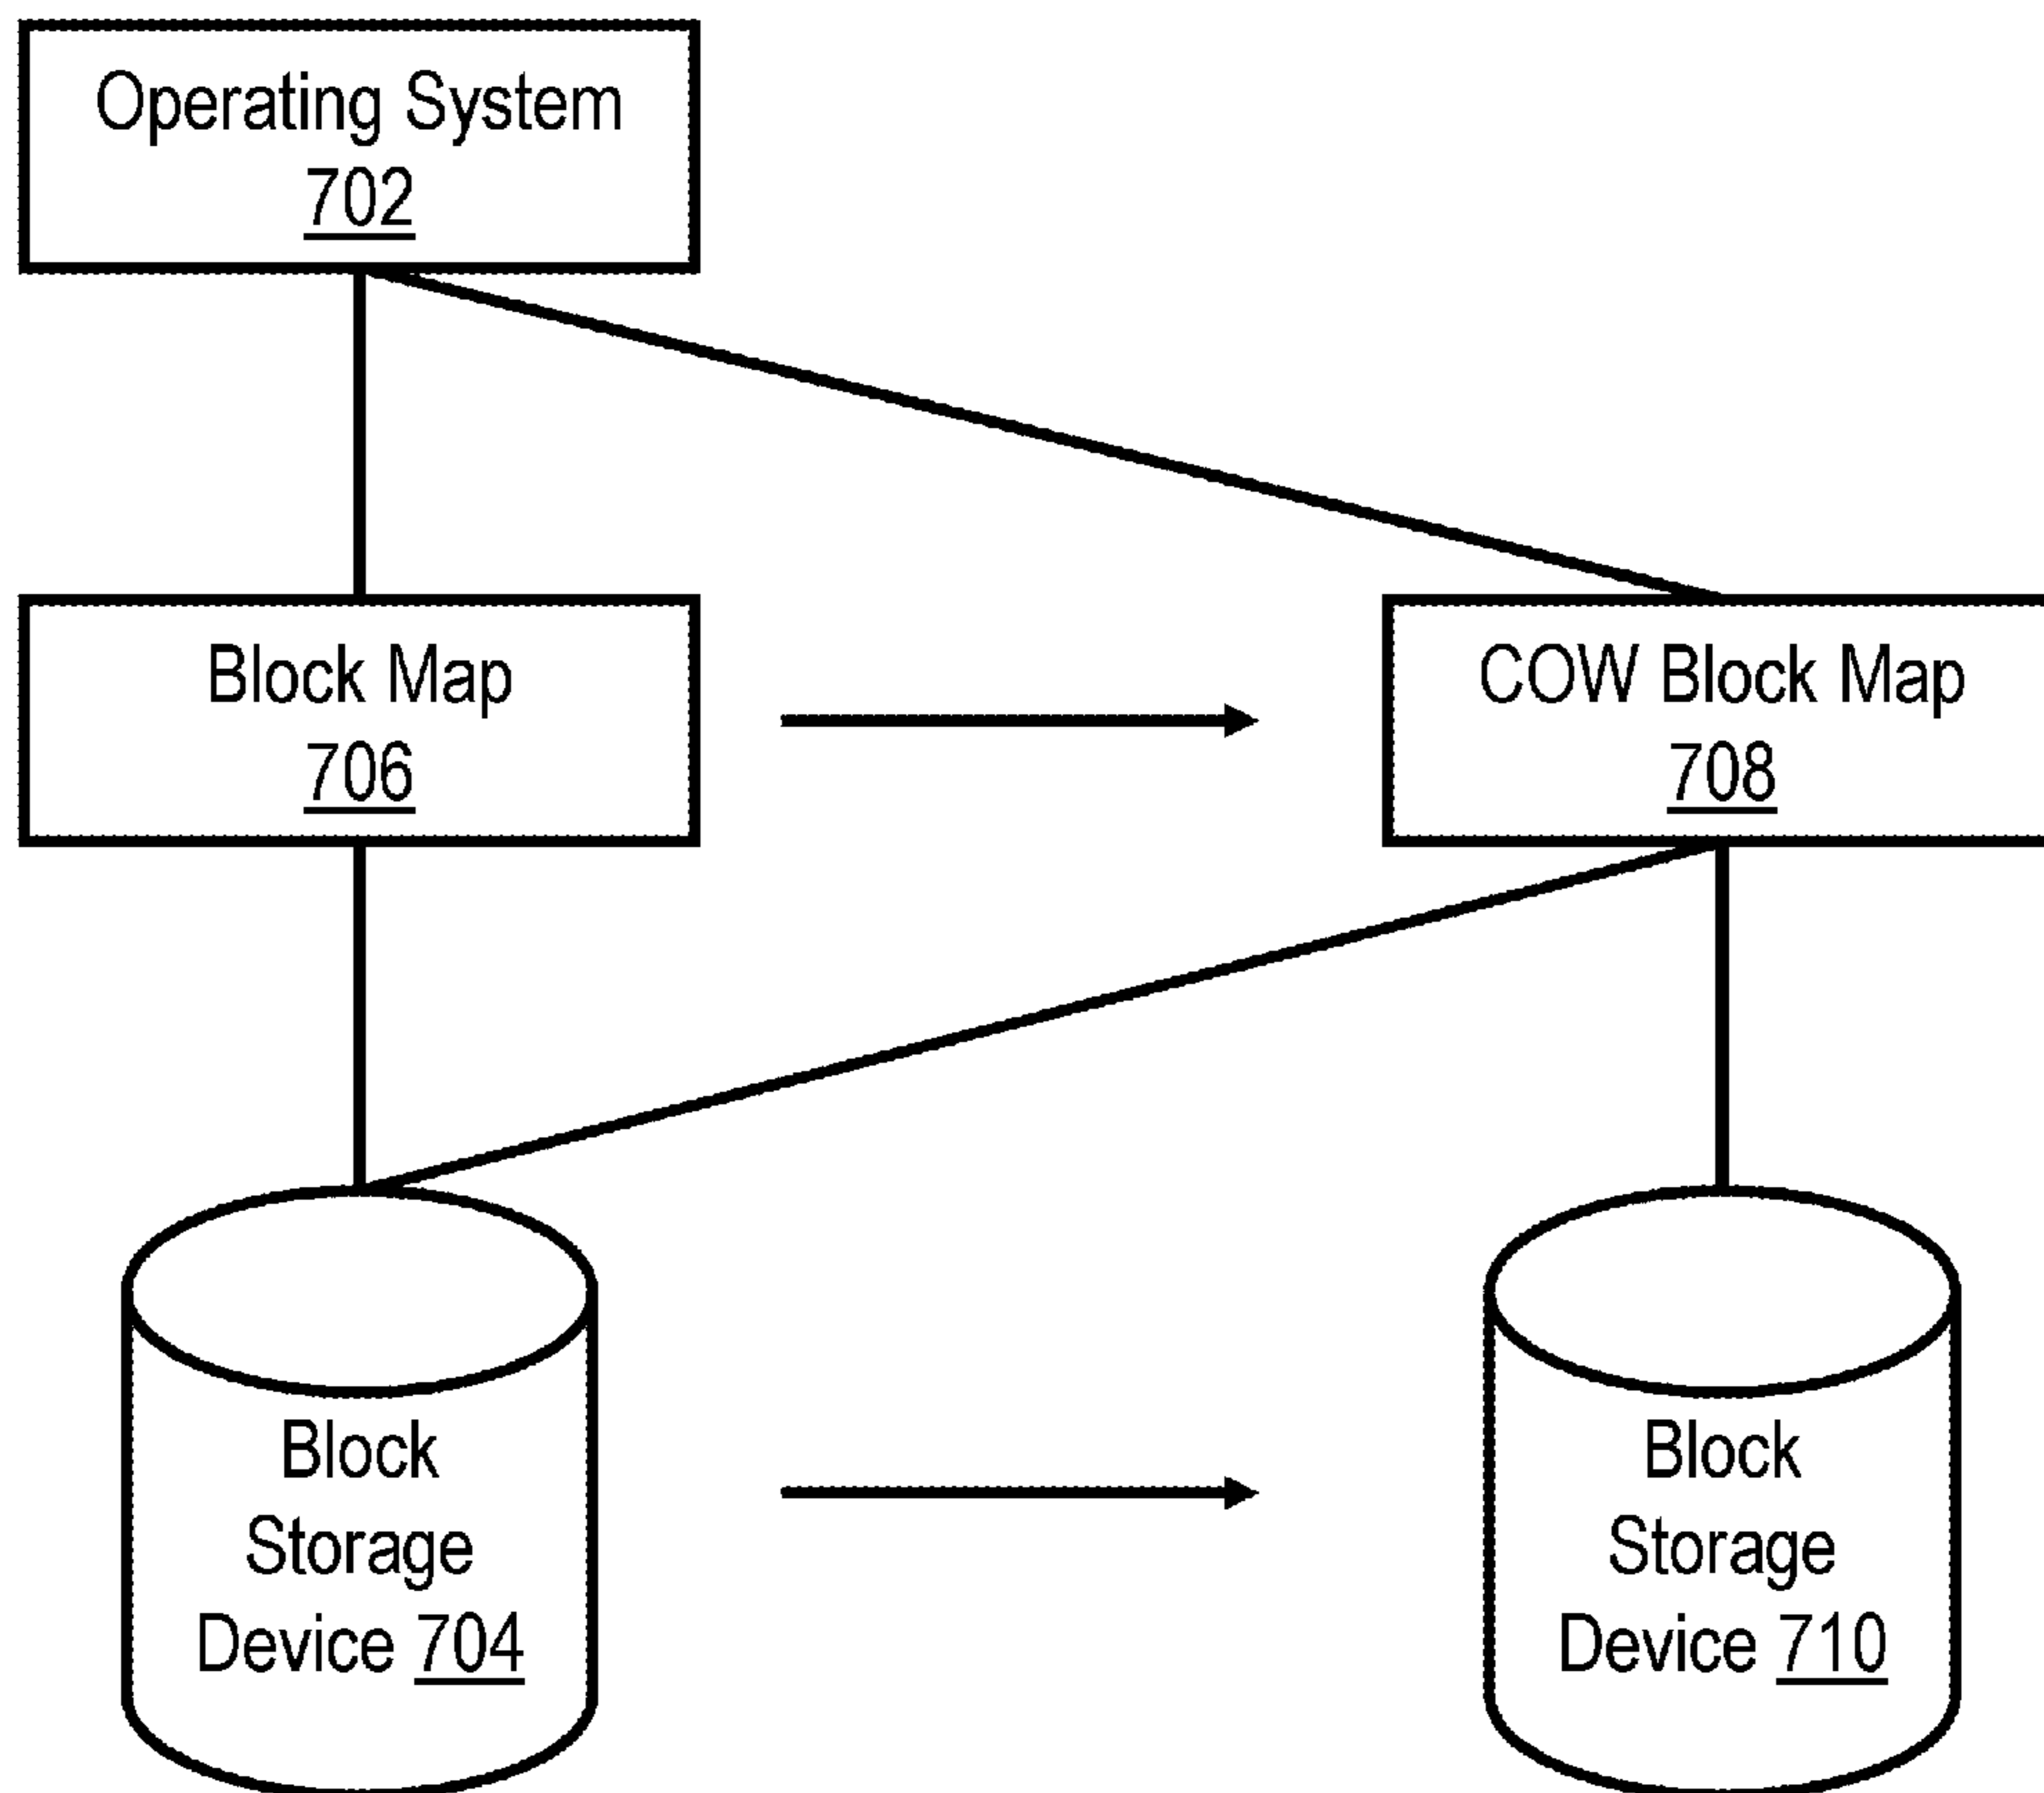 Operating System
702
Block Map
706
COW Block Map
708
Block
Storage
Device 704
Block
Storage
Device 710